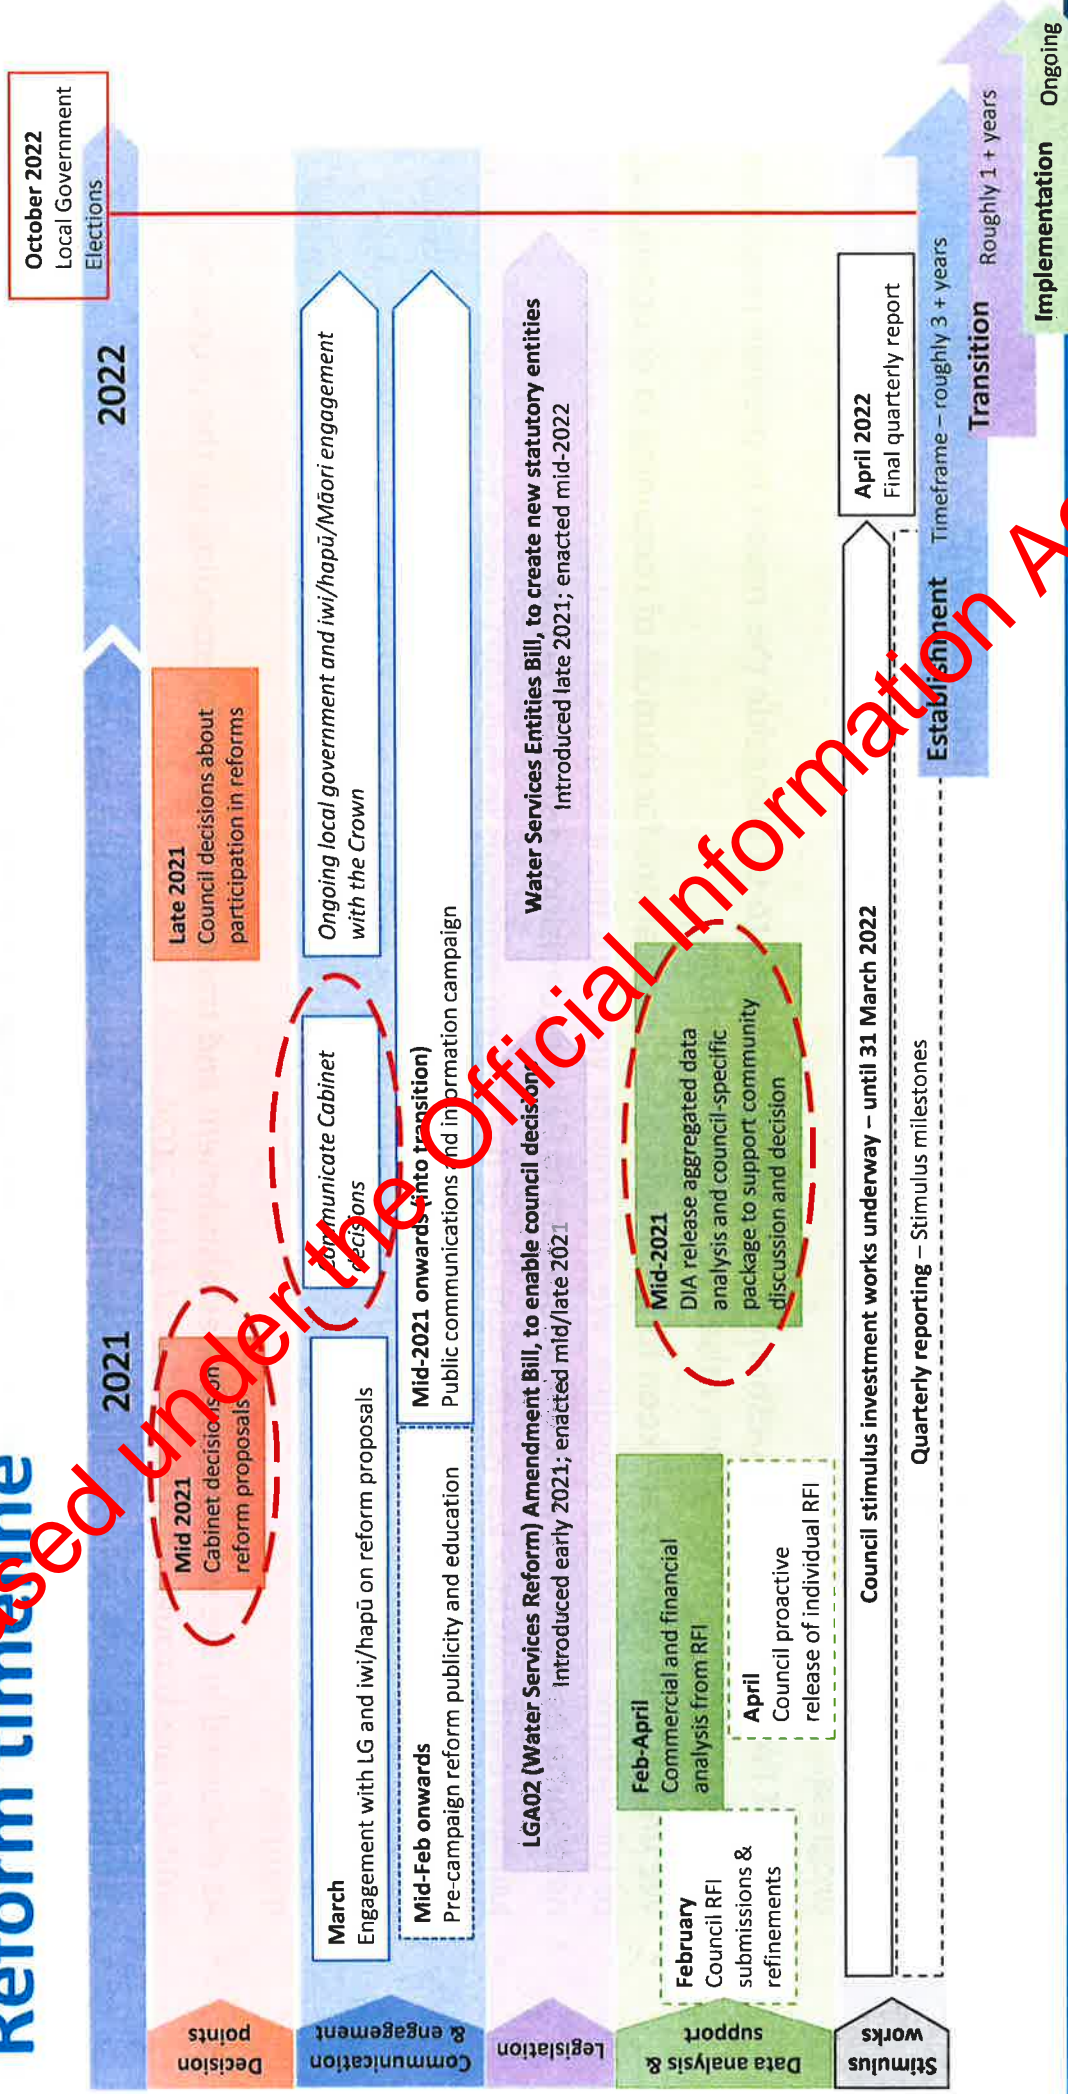 Reform timeline
2021
2022
October 2022
Local Government
Elections
Decision
points
Mid 2021
Cabinet decisions on
reform proposals
Late 2021
Council decisions about
participation in reforms
Communication
& engagement
March
Engagement with LG and iwi/hapū on reform proposals
Communicate Cabinet
decisions
Ongoing local government and iwi/hapū/Māori engagement
with the Crown
Mid-Feb onwards
Pre-campaign reform publicity and education
Mid-2021 onwards (into transition)
Public communications and information campaign
Legislation
LGA02 (Water Services Reform) Amendment Bill, to enable council decisions
Introduced early 2021; enacted mid/late 2021
Water Services Entities Bill, to create new statutory entities
Introduced late 2021; enacted mid-2022
Data analysis &
support
February
Council RFI
submissions &
refinements
Feb-April
Commercial and financial
analysis from RFI
April
Council proactive
release of individual RFI
Mid-2021
DIA release aggregated data
analysis and council-specific
package to support community
discussion and decision
Stimulus
works
Council stimulus investment works underway – until 31 March 2022
April 2022
Final quarterly report
Quarterly reporting – Stimulus milestones
Establishment Timeframe – roughly 3 + years
Transition Roughly 1 + years
Implementation Ongoing
sed under the Official Information A